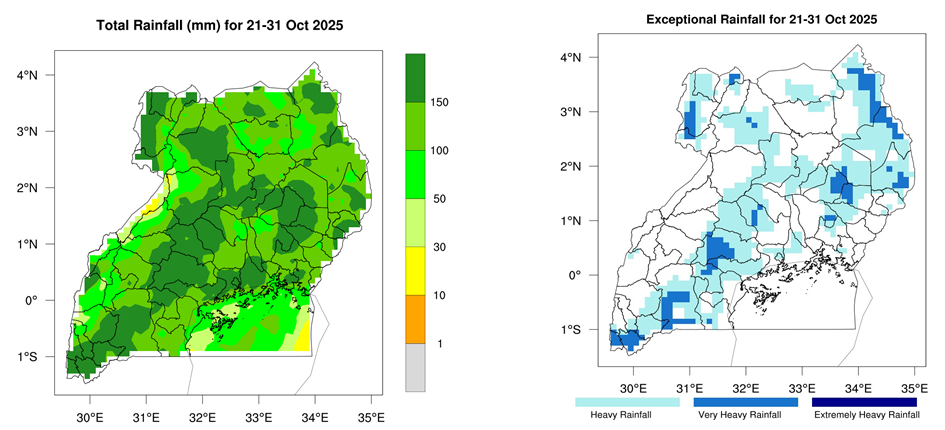 Total Rainfall (mm) for 21-31 Oct 2025
4°N
3°N
2°N
1°N
0°
1°S
30°E 31°E 32°E 33°E 34°E 35°E
150
100
50
30
10
1
Exceptional Rainfall for 21-31 Oct 2025
4°N
3°N
2°N
1°N
0°
1°S
30°E 31°E 32°E 33°E 34°E 35°E
Heavy Rainfall Very Heavy Rainfall Extremely Heavy Rainfall